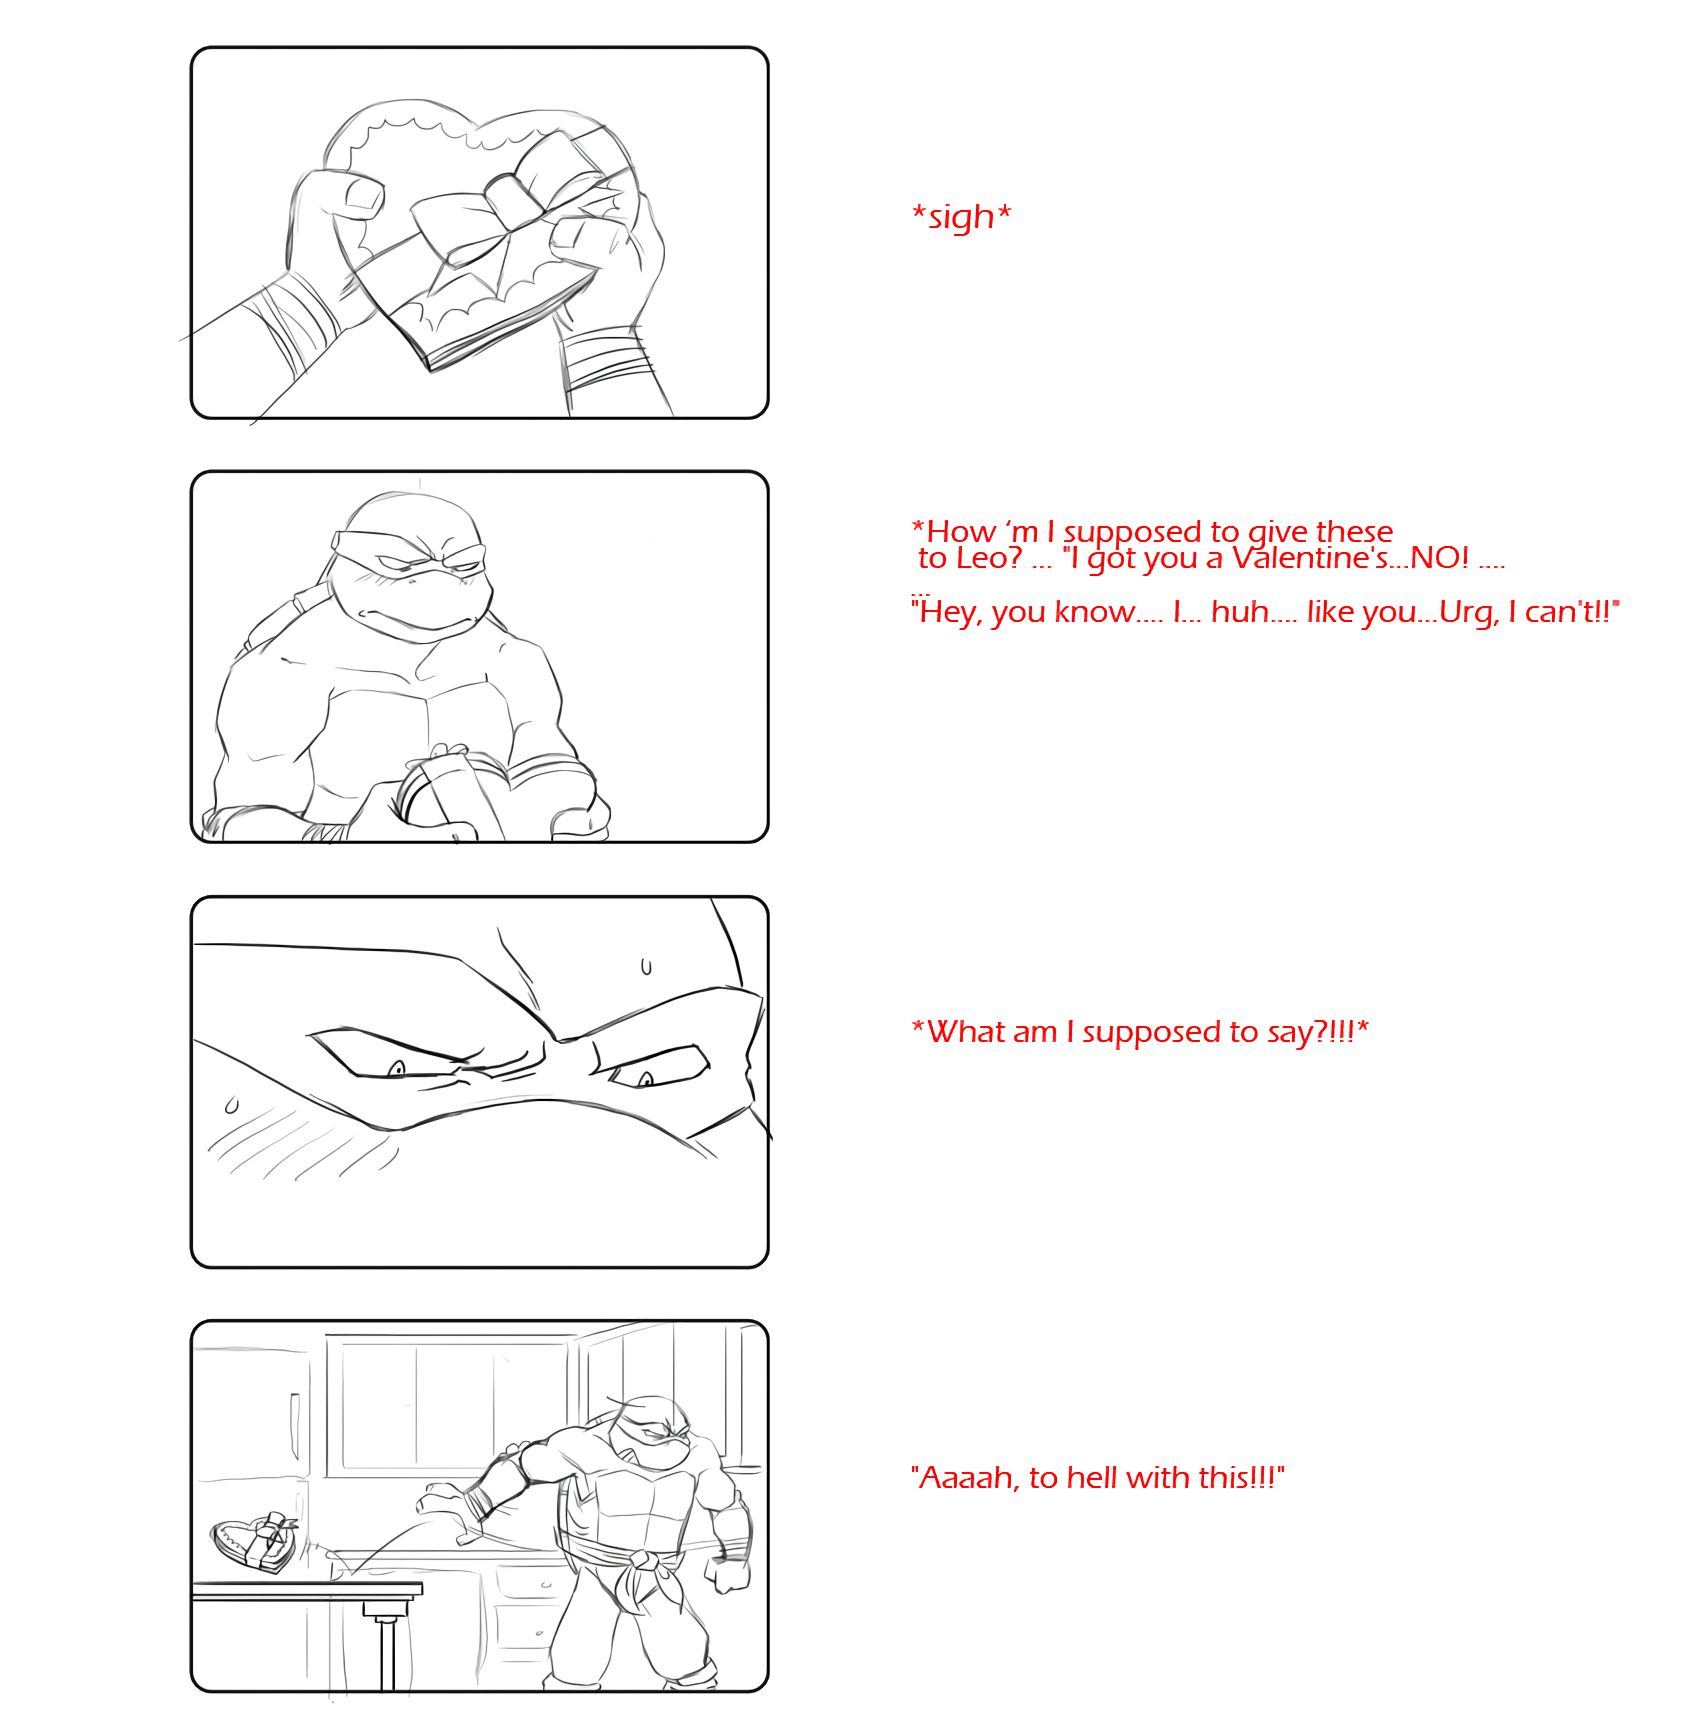 *sigh*
*How ‘m I supposed to give these
to Leo? ... "I got you a Valentine's...NO! ....
...
"Hey, you know.... I... huh.... like you...Urg, I can't!!"
*What am I supposed to say?!!!*
"Aaaah, to hell with this!!!"